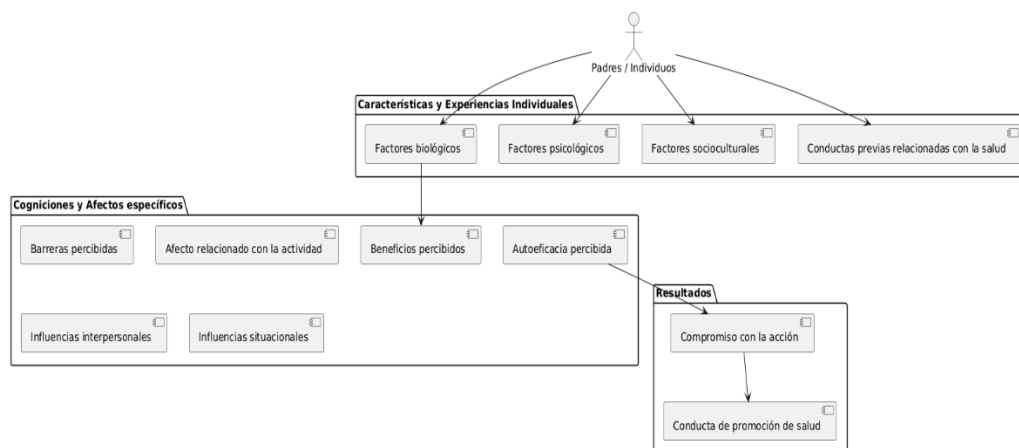 Padres / Individuos
Características y Experiencias Individuales
Factores biológicos
Factores psicológicos
Factores socioculturales
Conductas previas relacionadas con la salud
Cogniciones y Afectos específicos
Barreras percibidas
Afecto relacionado con la actividad
Beneficios percibidos
Autoeficacia percibida
Influencias interpersonales
Influencias situacionales
Resultados
Compromiso con la acción
Conducta de promoción de salud